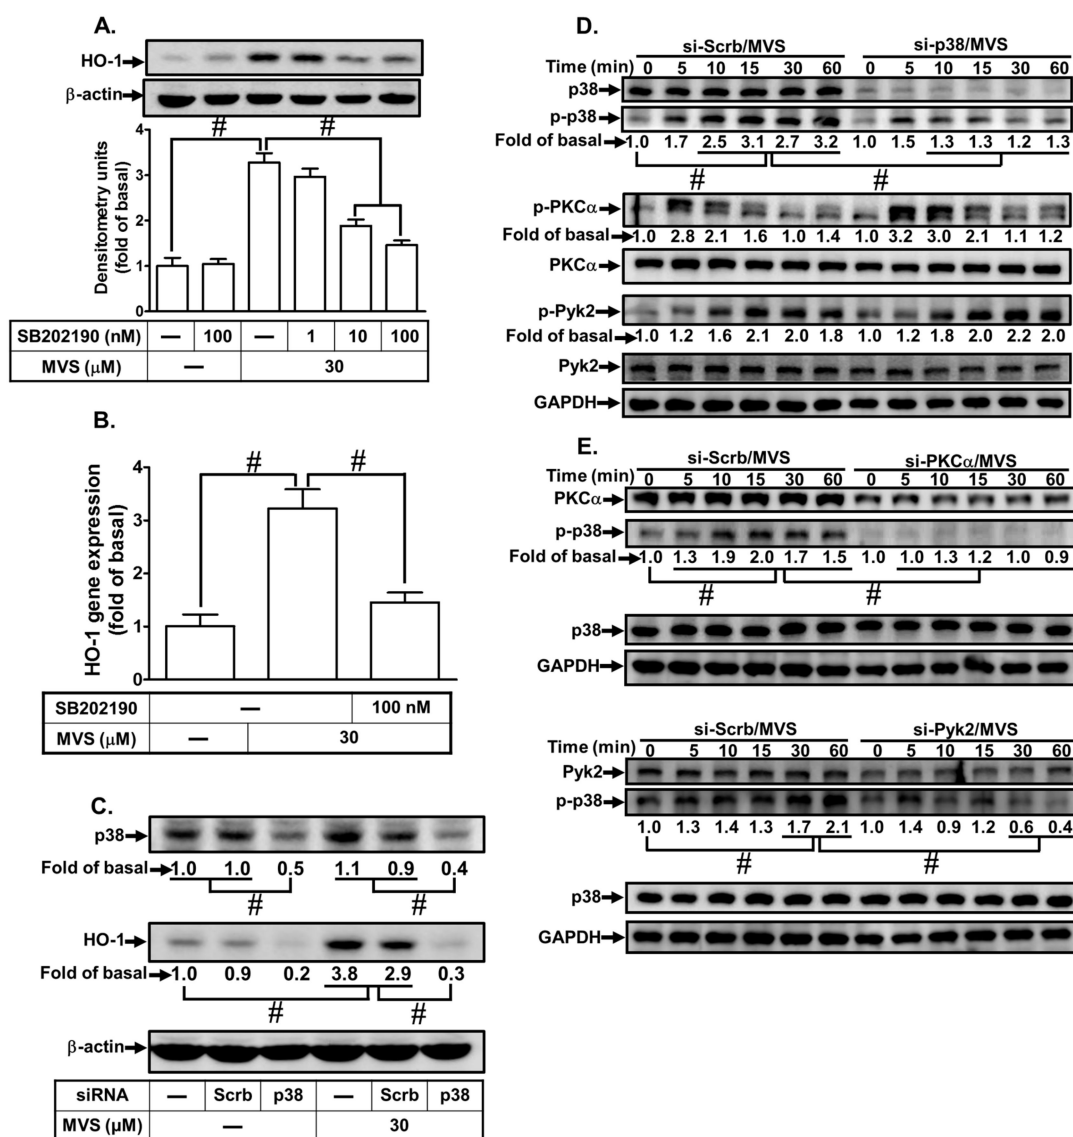 A.
HO-1
β-actin
# #
Densitometry units
(fold of basal)
4
3
2
1
0
SB202190 (nM) — 100 — 1 10 100
MVS (μM) — 30
B.
HO-1 gene expression
(fold of basal)
4
3
2
1
0
# #
SB202190 — 100 nM
MVS (μM) — 30
C.
p38
Fold of basal 1.0 1.0 0.5 1.1 0.9 0.4
# #
HO-1
Fold of basal 1.0 0.9 0.2 3.8 2.9 0.3
# #
β-actin
siRNA — Scrb p38 — Scrb p38
MVS (μM) — 30
D.
si-Scrb/MVS si-p38/MVS
Time (min) 0 5 10 15 30 60 0 5 10 15 30 60
p38
p-p38
Fold of basal 1.0 1.7 2.5 3.1 2.7 3.2 1.0 1.5 1.3 1.3 1.2 1.3
# #
p-PKCα
Fold of basal 1.0 2.8 2.1 1.6 1.0 1.4 1.0 3.2 3.0 2.1 1.1 1.2
PKCα
p-Pyk2
Fold of basal 1.0 1.2 1.6 2.1 2.0 1.8 1.0 1.2 1.8 2.0 2.2 2.0
Pyk2
GAPDH
E.
si-Scrb/MVS si-PKCα/MVS
Time (min) 0 5 10 15 30 60 0 5 10 15 30 60
PKCα
p-p38
Fold of basal 1.0 1.3 1.9 2.0 1.7 1.5 1.0 1.0 1.3 1.2 1.0 0.9
# #
p38
GAPDH
si-Scrb/MVS si-Pyk2/MVS
Time (min) 0 5 10 15 30 60 0 5 10 15 30 60
Pyk2
p-p38
1.0 1.3 1.4 1.3 1.7 2.1 1.0 1.4 0.9 1.2 0.6 0.4
# #
p38
GAPDH